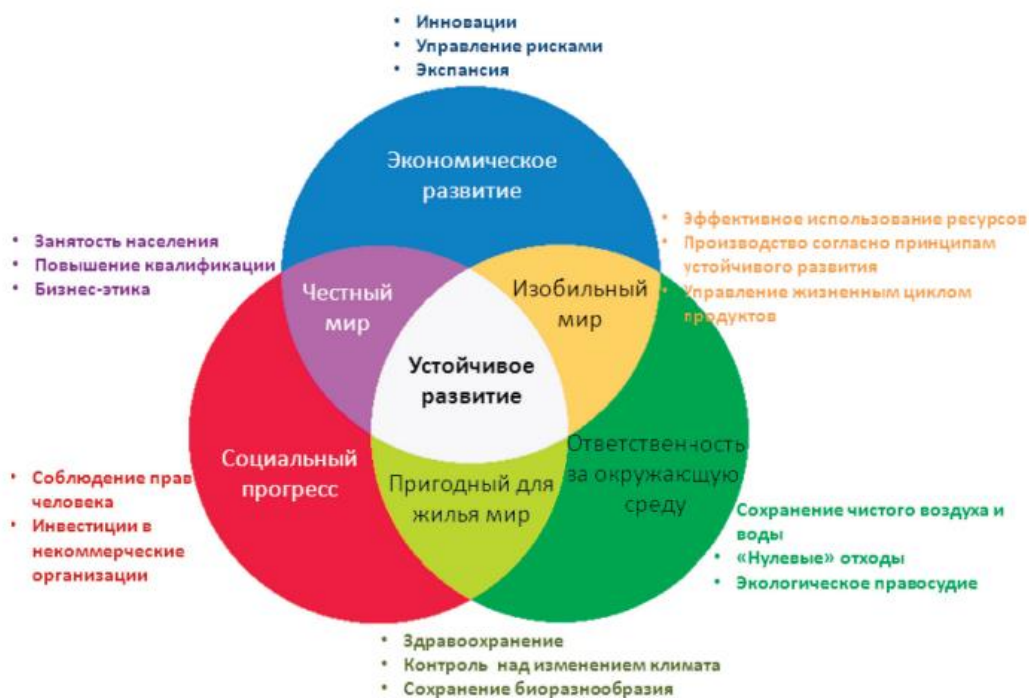 • Инновации
• Управление рисками
• Экспансия
Экономическое
развитие
• Занятость населения
• Повышение квалификации
• Бизнес-этика
• Эффективное использование ресурсов
• Производство согласно принципам
устойчивого развития
• Управление жизненным циклом
продуктов
Честный
мир
Изобильный
мир
Устойчивое
развитие
Социальный
прогресс
Пригодный для
жилья мир
Ответственность
за окружающую
среду
• Соблюдение прав
человека
• Инвестиции в
некоммерческие
организации
Сохранение чистого воздуха и
воды
• «Нулевые» отходы
• Экологическое правосудие
• Здравоохранение
• Контроль над изменением климата
• Сохранение биоразнообразия